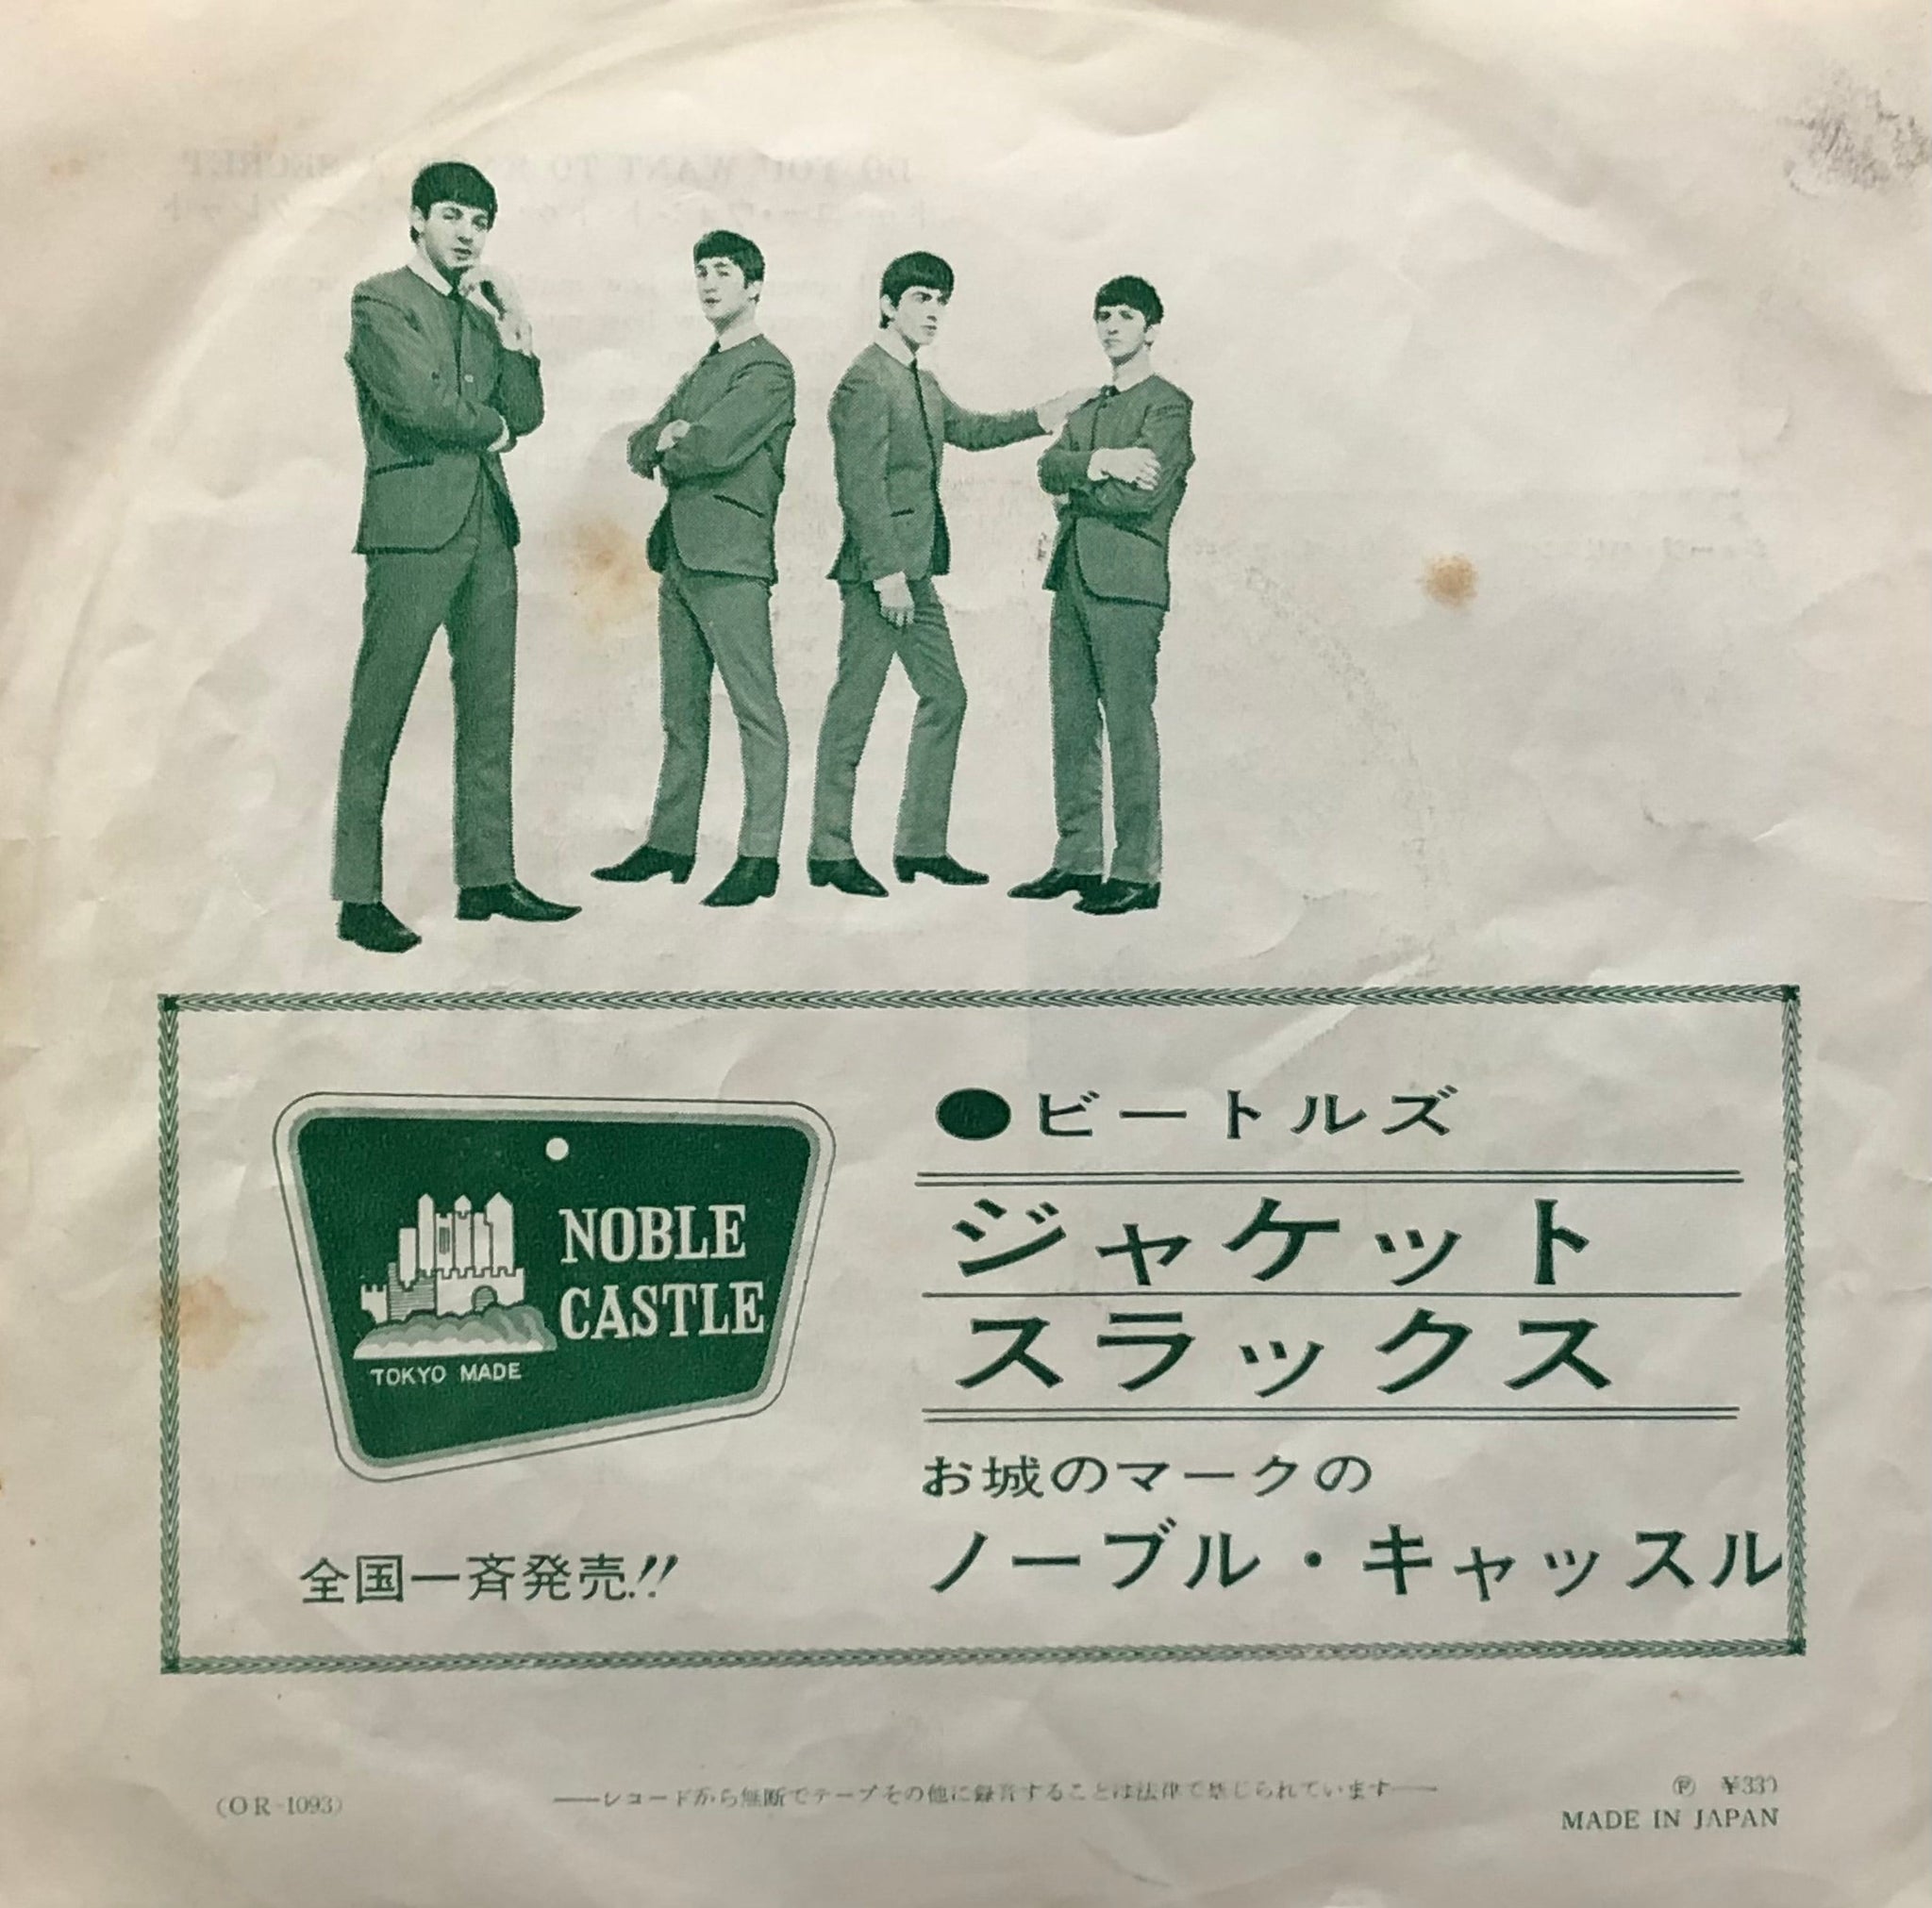 ●ビートルズ
ジャケット
スラックス
お城のマークの
ノーブル・キャッスル
NOBLE
CASTLE
TOKYO MADE
全国一斉発売!!
(OR-1093)
レコードから無断でテープその他に録音することは法律で禁じられています
Ⓟ ¥330
MADE IN JAPAN